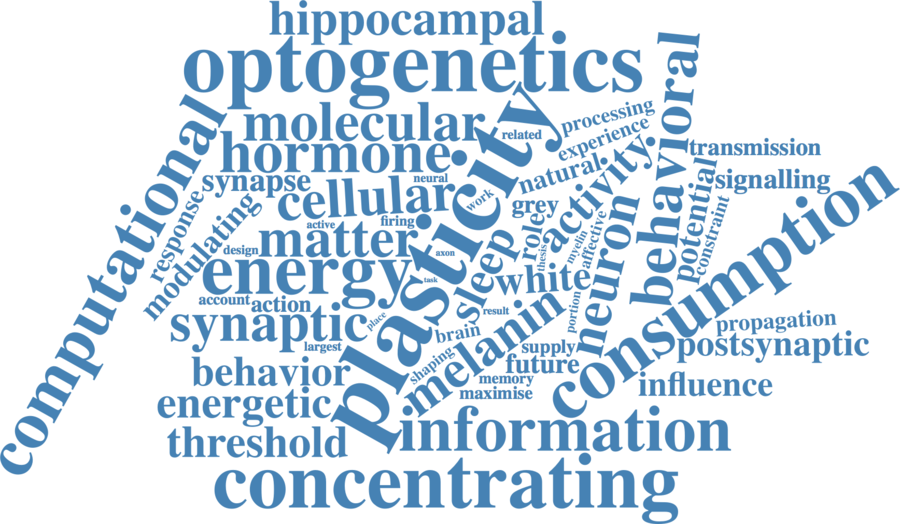 hippocampal
optogenetics
behavioral
computational
plasticity
molecular
related
processing
experience
hormone
transmission
natural
activity
synapse
neural
cellular
work
potential
signalling
consumption
response
modulating
grey
role
constraint
active
firing
affective
matter
design
axon
sleep
thesis
myelin
neuron
energy
task
white
account
action
melanin
portion
synaptic
place
result
propagation
brain
largest
supply
postsynaptic
shaping
future
behavior
memory
influence
maximise
energetic
information
threshold
concentrating